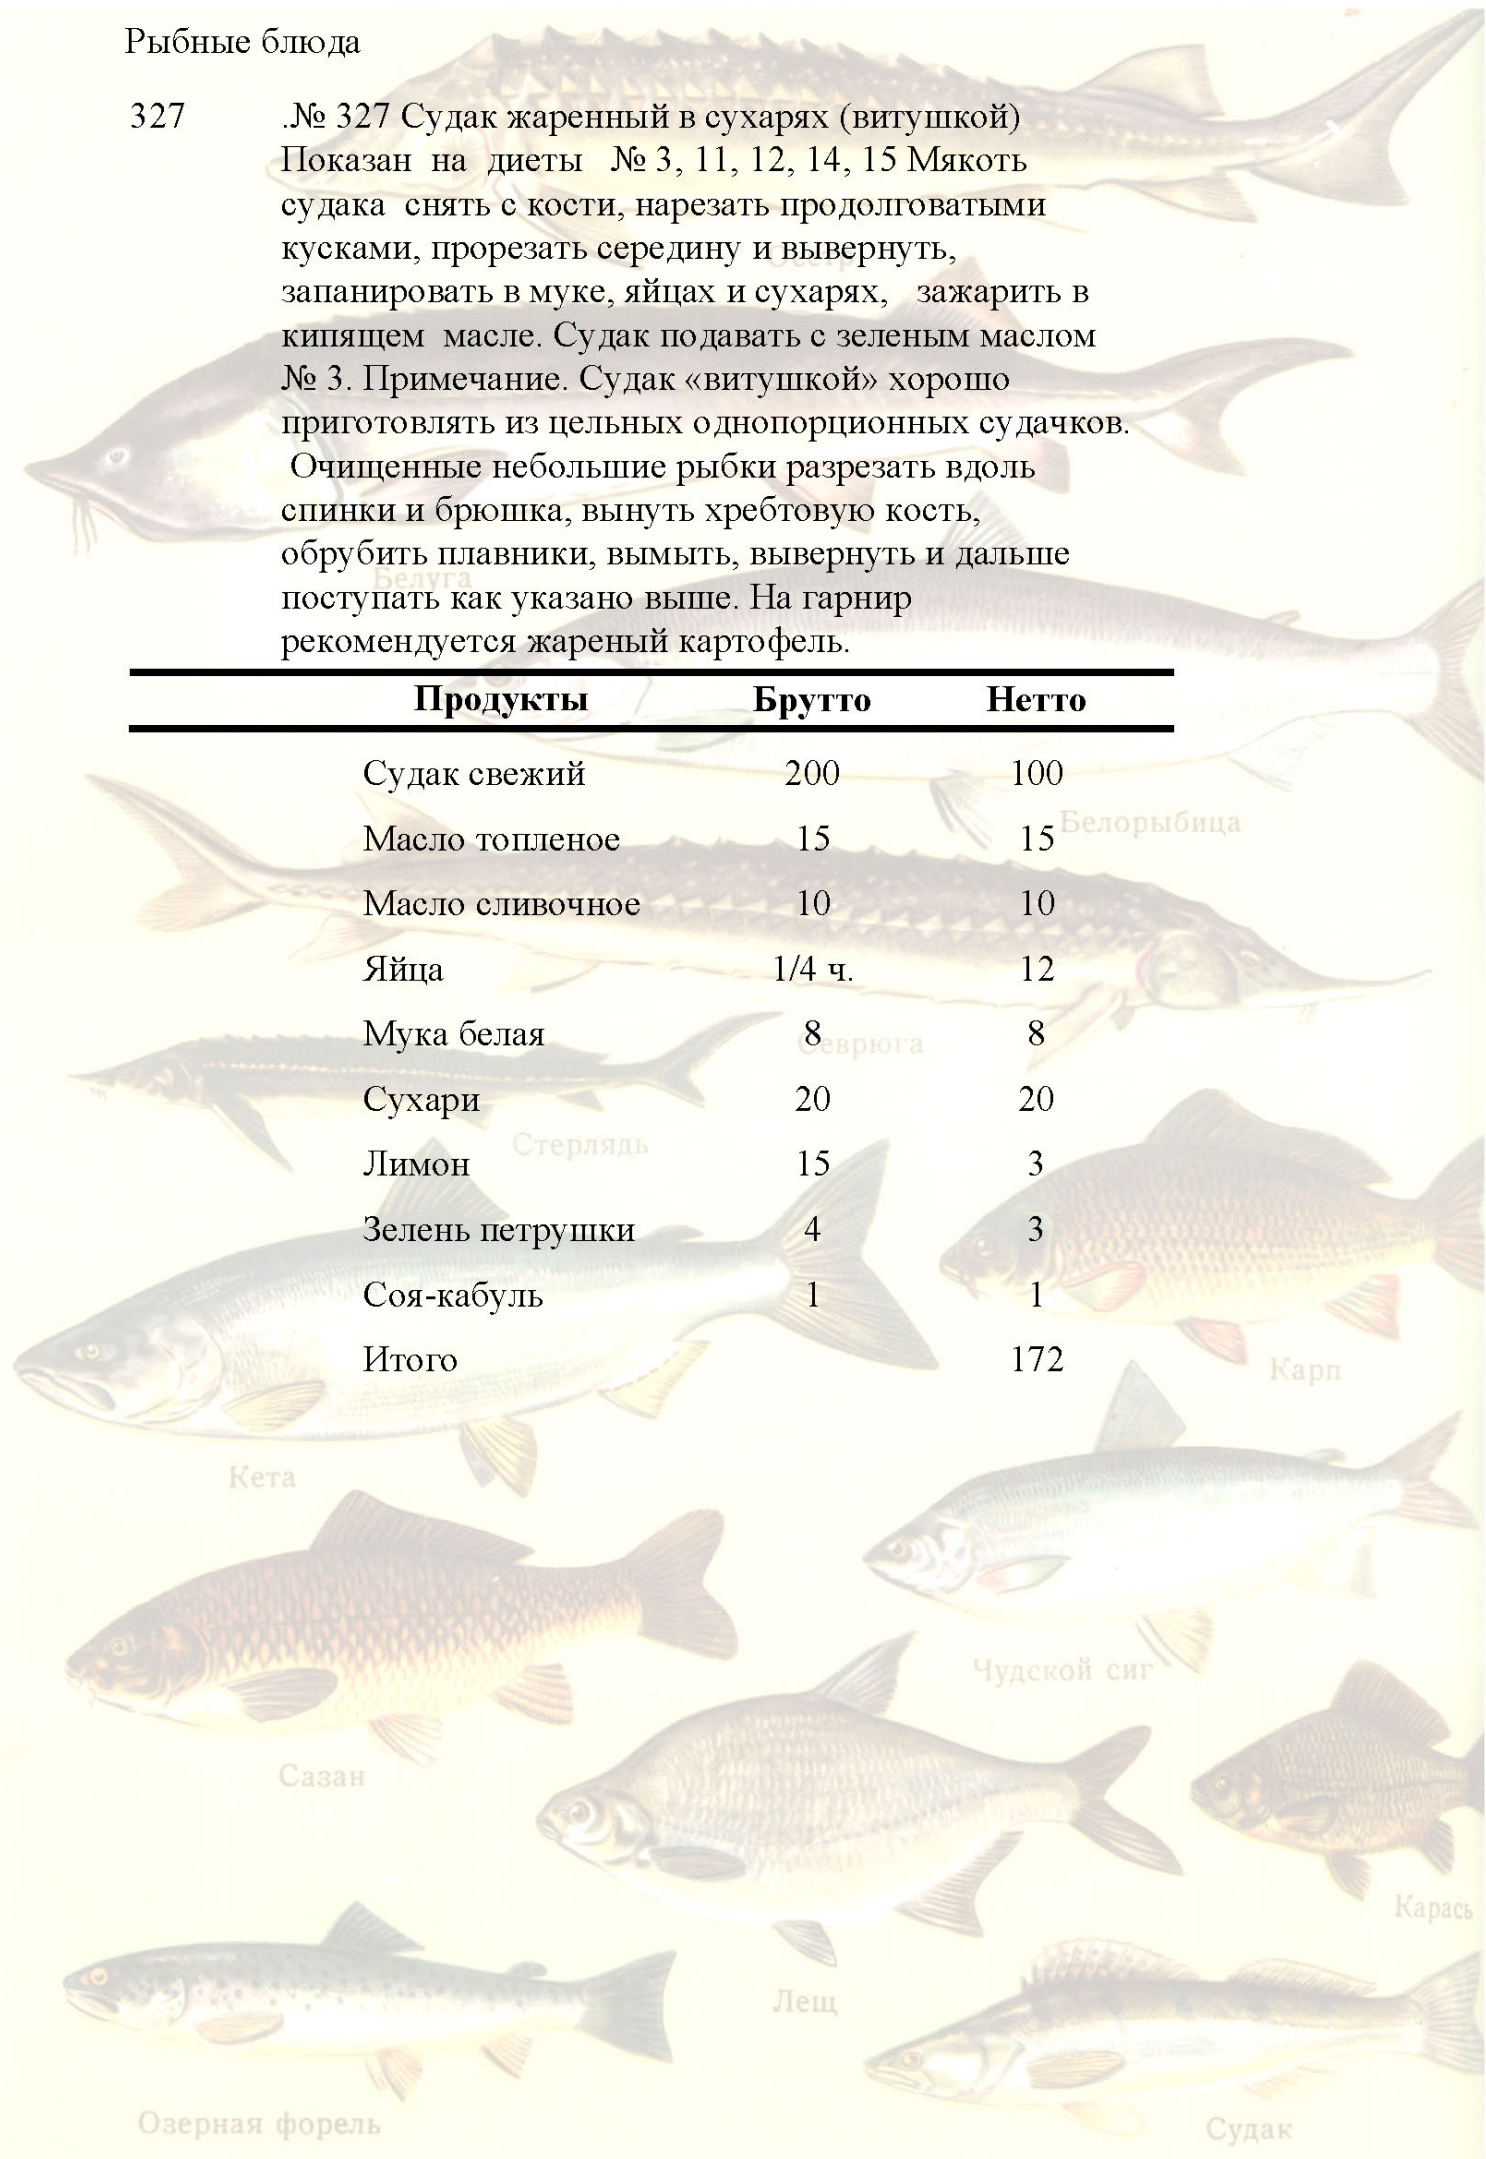 Рыбные блюда
327 .№ 327 Судак жаренный в сухарях (витушкой)
Показан на диеты № 3, 11, 12, 14, 15 Мякоть
судака снять с кости, нарезать продолговатыми
кусками, прорезать середину и вывернуть,
запанировать в муке, яйцах и сухарях, зажарить в
кипящем масле. Судак подавать с зеленым маслом
№ 3. Примечание. Судак «витушкой» хорошо
приготовлять из цельных однопорционных судачков.
Очищенные небольшие рыбки разрезать вдоль
спинки и брюшка, вынуть хребтовую кость,
обрубить плавники, вымыть, вывернуть и дальше
Белуга
поступать как указано выше. На гарнир
рекомендуется жареный картофель.
Продукты Брутто Нетто
Судак свежий 200 100
Белорыбица
Масло топленое 15 15
Масло сливочное 10 10
Яйца 1/4 ч. 12
Мука белая 8 8
Севрюга
Сухари 20 20
Стерлядь
Лимон 15 3
Зелень петрушки 4 3
Соя-кабуль 1 1
Итого 172
Карп
Кета
Чудской сиг
Сазан
Карась
Лещ
Озерная форель
Судак